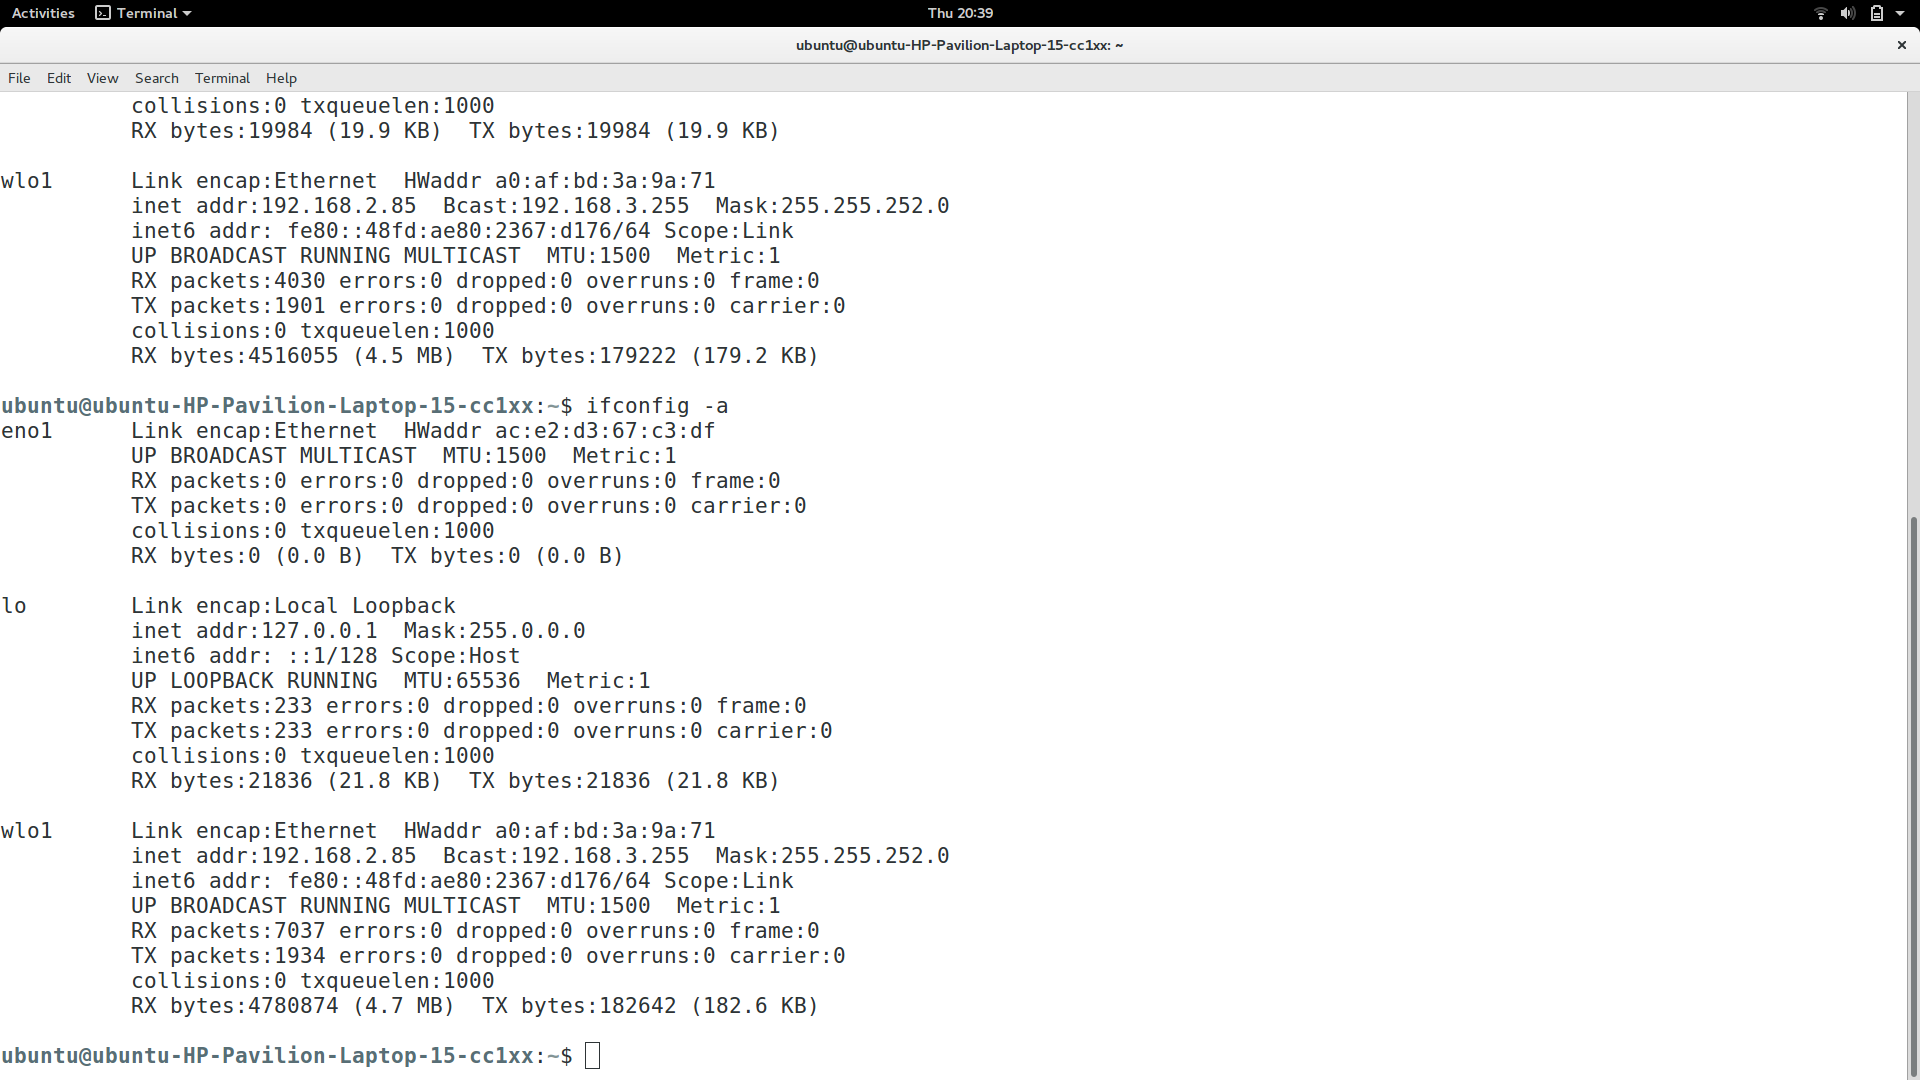 Activities Terminal Thu 20:39
ubuntu@ubuntu-HP-Pavilion-Laptop-15-cc1xx: ~
File Edit View Search Terminal Help
collisions:0 txqueuelen:1000
RX bytes:19984 (19.9 KB)  TX bytes:19984 (19.9 KB)
wlo1      Link encap:Ethernet  HWaddr a0:af:bd:3a:9a:71
inet addr:192.168.2.85  Bcast:192.168.3.255  Mask:255.255.252.0
inet6 addr: fe80::48fd:ae80:2367:d176/64 Scope:Link
UP BROADCAST RUNNING MULTICAST  MTU:1500  Metric:1
RX packets:4030 errors:0 dropped:0 overruns:0 frame:0
TX packets:1901 errors:0 dropped:0 overruns:0 carrier:0
collisions:0 txqueuelen:1000
RX bytes:4516055 (4.5 MB)  TX bytes:179222 (179.2 KB)
ubuntu@ubuntu-HP-Pavilion-Laptop-15-cc1xx:~$ ifconfig -a
eno1      Link encap:Ethernet  HWaddr ac:e2:d3:67:c3:df
UP BROADCAST MULTICAST  MTU:1500  Metric:1
RX packets:0 errors:0 dropped:0 overruns:0 frame:0
TX packets:0 errors:0 dropped:0 overruns:0 carrier:0
collisions:0 txqueuelen:1000
RX bytes:0 (0.0 B)  TX bytes:0 (0.0 B)
lo        Link encap:Local Loopback
inet addr:127.0.0.1  Mask:255.0.0.0
inet6 addr: ::1/128 Scope:Host
UP LOOPBACK RUNNING  MTU:65536  Metric:1
RX packets:233 errors:0 dropped:0 overruns:0 frame:0
TX packets:233 errors:0 dropped:0 overruns:0 carrier:0
collisions:0 txqueuelen:1000
RX bytes:21836 (21.8 KB)  TX bytes:21836 (21.8 KB)
wlo1      Link encap:Ethernet  HWaddr a0:af:bd:3a:9a:71
inet addr:192.168.2.85  Bcast:192.168.3.255  Mask:255.255.252.0
inet6 addr: fe80::48fd:ae80:2367:d176/64 Scope:Link
UP BROADCAST RUNNING MULTICAST  MTU:1500  Metric:1
RX packets:7037 errors:0 dropped:0 overruns:0 frame:0
TX packets:1934 errors:0 dropped:0 overruns:0 carrier:0
collisions:0 txqueuelen:1000
RX bytes:4780874 (4.7 MB)  TX bytes:182642 (182.6 KB)
ubuntu@ubuntu-HP-Pavilion-Laptop-15-cc1xx:~$